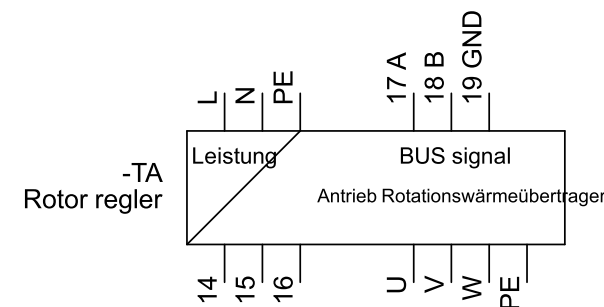 L
N
PE
17 A
18 B
19 GND
Leistung
BUS signal
-TA
Rotor regler
Antrieb Rotationswärmeübertrager
14
15
16
U
V
W
PE